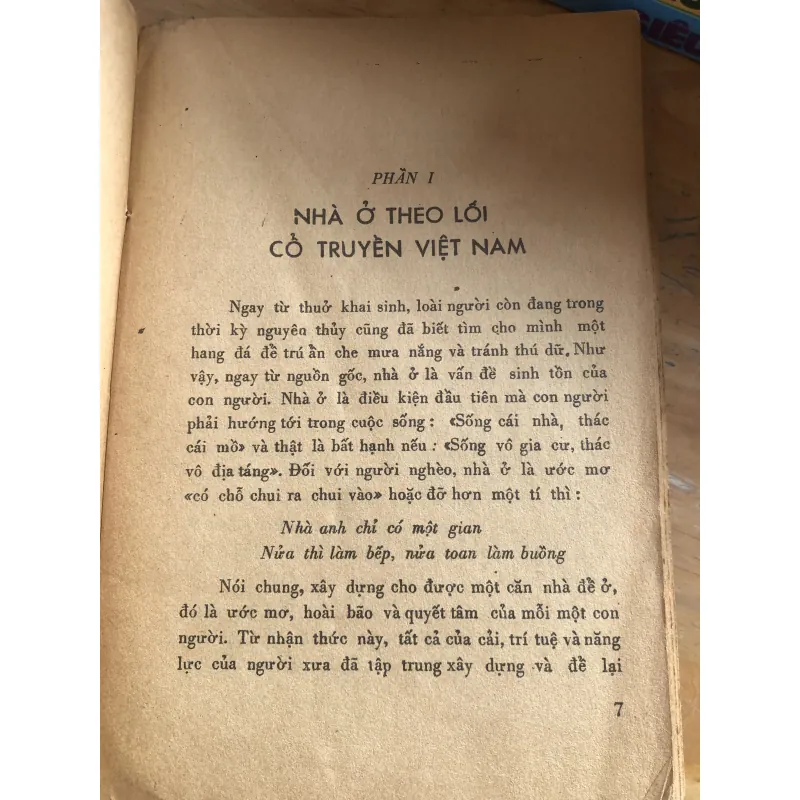 PHẦN I
NHÀ Ở THEO LỐI
CỔ TRUYỀN VIỆT NAM
Ngay từ thuở khai sinh, loài người còn đang trong
thời kỳ nguyên thủy cũng đã biết tìm cho mình một
hang đá để trú ẩn che mưa nắng và tránh thú dữ. Như
vậy, ngay từ nguồn gốc, nhà ở là vấn đề sinh tồn của
con người. Nhà ở là điều kiện đầu tiên mà con người
phải hướng tới trong cuộc sống : «Sống cái nhà, thác
cái mồ» và thật là bất hạnh nếu : «Sống vô gia cư, thác
vô địa táng». Đối với người nghèo, nhà ở là ước mơ
«có chỗ chui ra chui vào» hoặc đỡ hơn một tí thì :
Nhà anh chỉ có một gian
Nửa thì làm bếp, nửa toan làm buồng
Nói chung, xây dựng cho được một căn nhà để ở,
đó là ước mơ, hoài bão và quyết tâm của mỗi một con
người. Từ nhận thức này, tất cả của cải, trí tuệ và năng
lực của người xưa đã tập trung xây dựng và để lại
7